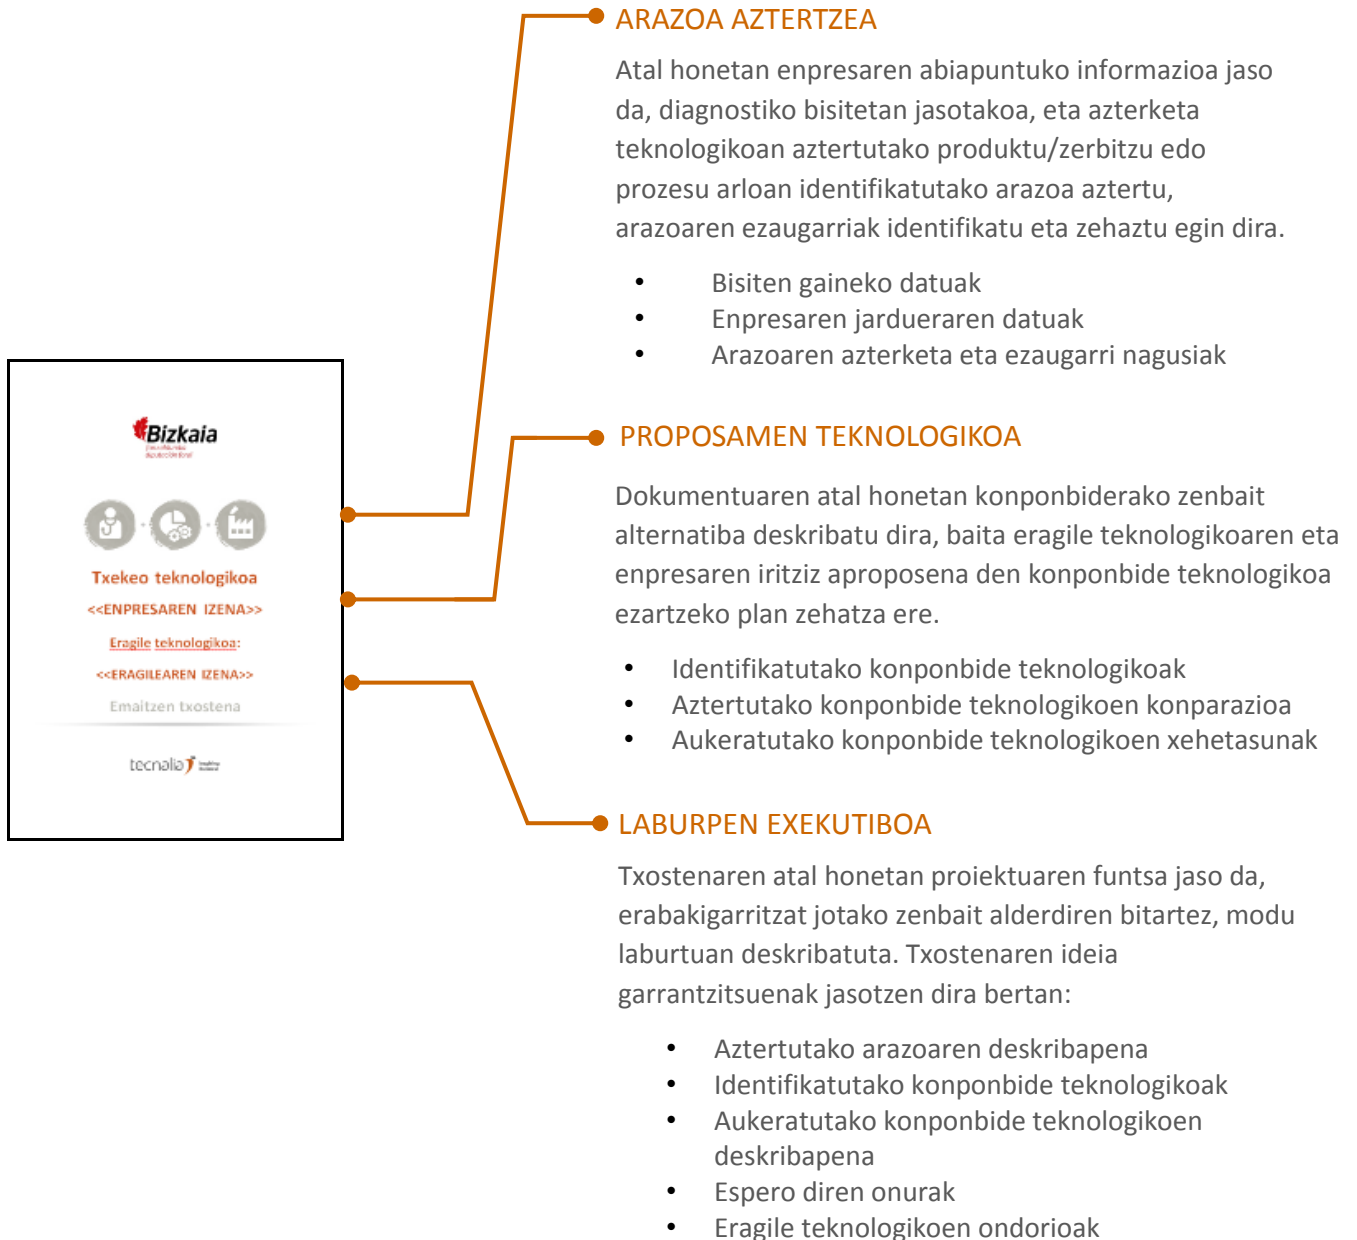 ARAZOA AZTERTZEA
Atal honetan enpresaren abiapuntuko informazioa jaso
da, diagnostiko bisitetan jasotakoa, eta azterketa
teknologikoan aztertutako produktu/zerbitzu edo
prozesu arloan identifikatutako arazoa aztertu,
arazoaren ezaugarriak identifikatu eta zehaztu egin dira.
• Bisiten gaineko datuak
• Enpresaren jardueraren datuak
• Arazoaren azterketa eta ezaugarri nagusiak
Bizkaia
Txekeo teknologikoa
<<ENPRESAREN IZENA>>
Eragile teknologikoa:
<<ERAGILEAREN IZENA>>
Emaitzen txostena
tecnalia
PROPOSAMEN TEKNOLOGIKOA
Dokumentuaren atal honetan konponbiderako zenbait
alternatiba deskribatu dira, baita eragile teknologikoaren eta
enpresaren iritziz aproposena den konponbide teknologikoa
ezartzeko plan zehatza ere.
• Identifikatutako konponbide teknologikoak
• Aztertutako konponbide teknologikoen konparazioa
• Aukeratutako konponbide teknologikoen xehetasunak
LABURPEN EXEKUTIBOA
Txostenaren atal honetan proiektuaren funtsa jaso da,
erabakigarritzat jotako zenbait alderdiren bitartez, modu
laburtuan deskribatuta. Txostenaren ideia
garrantzitsuenak jasotzen dira bertan:
• Aztertutako arazoaren deskribapena
• Identifikatutako konponbide teknologikoak
• Aukeratutako konponbide teknologikoen
deskribapena
• Espero diren onurak
• Eragile teknologikoen ondorioak